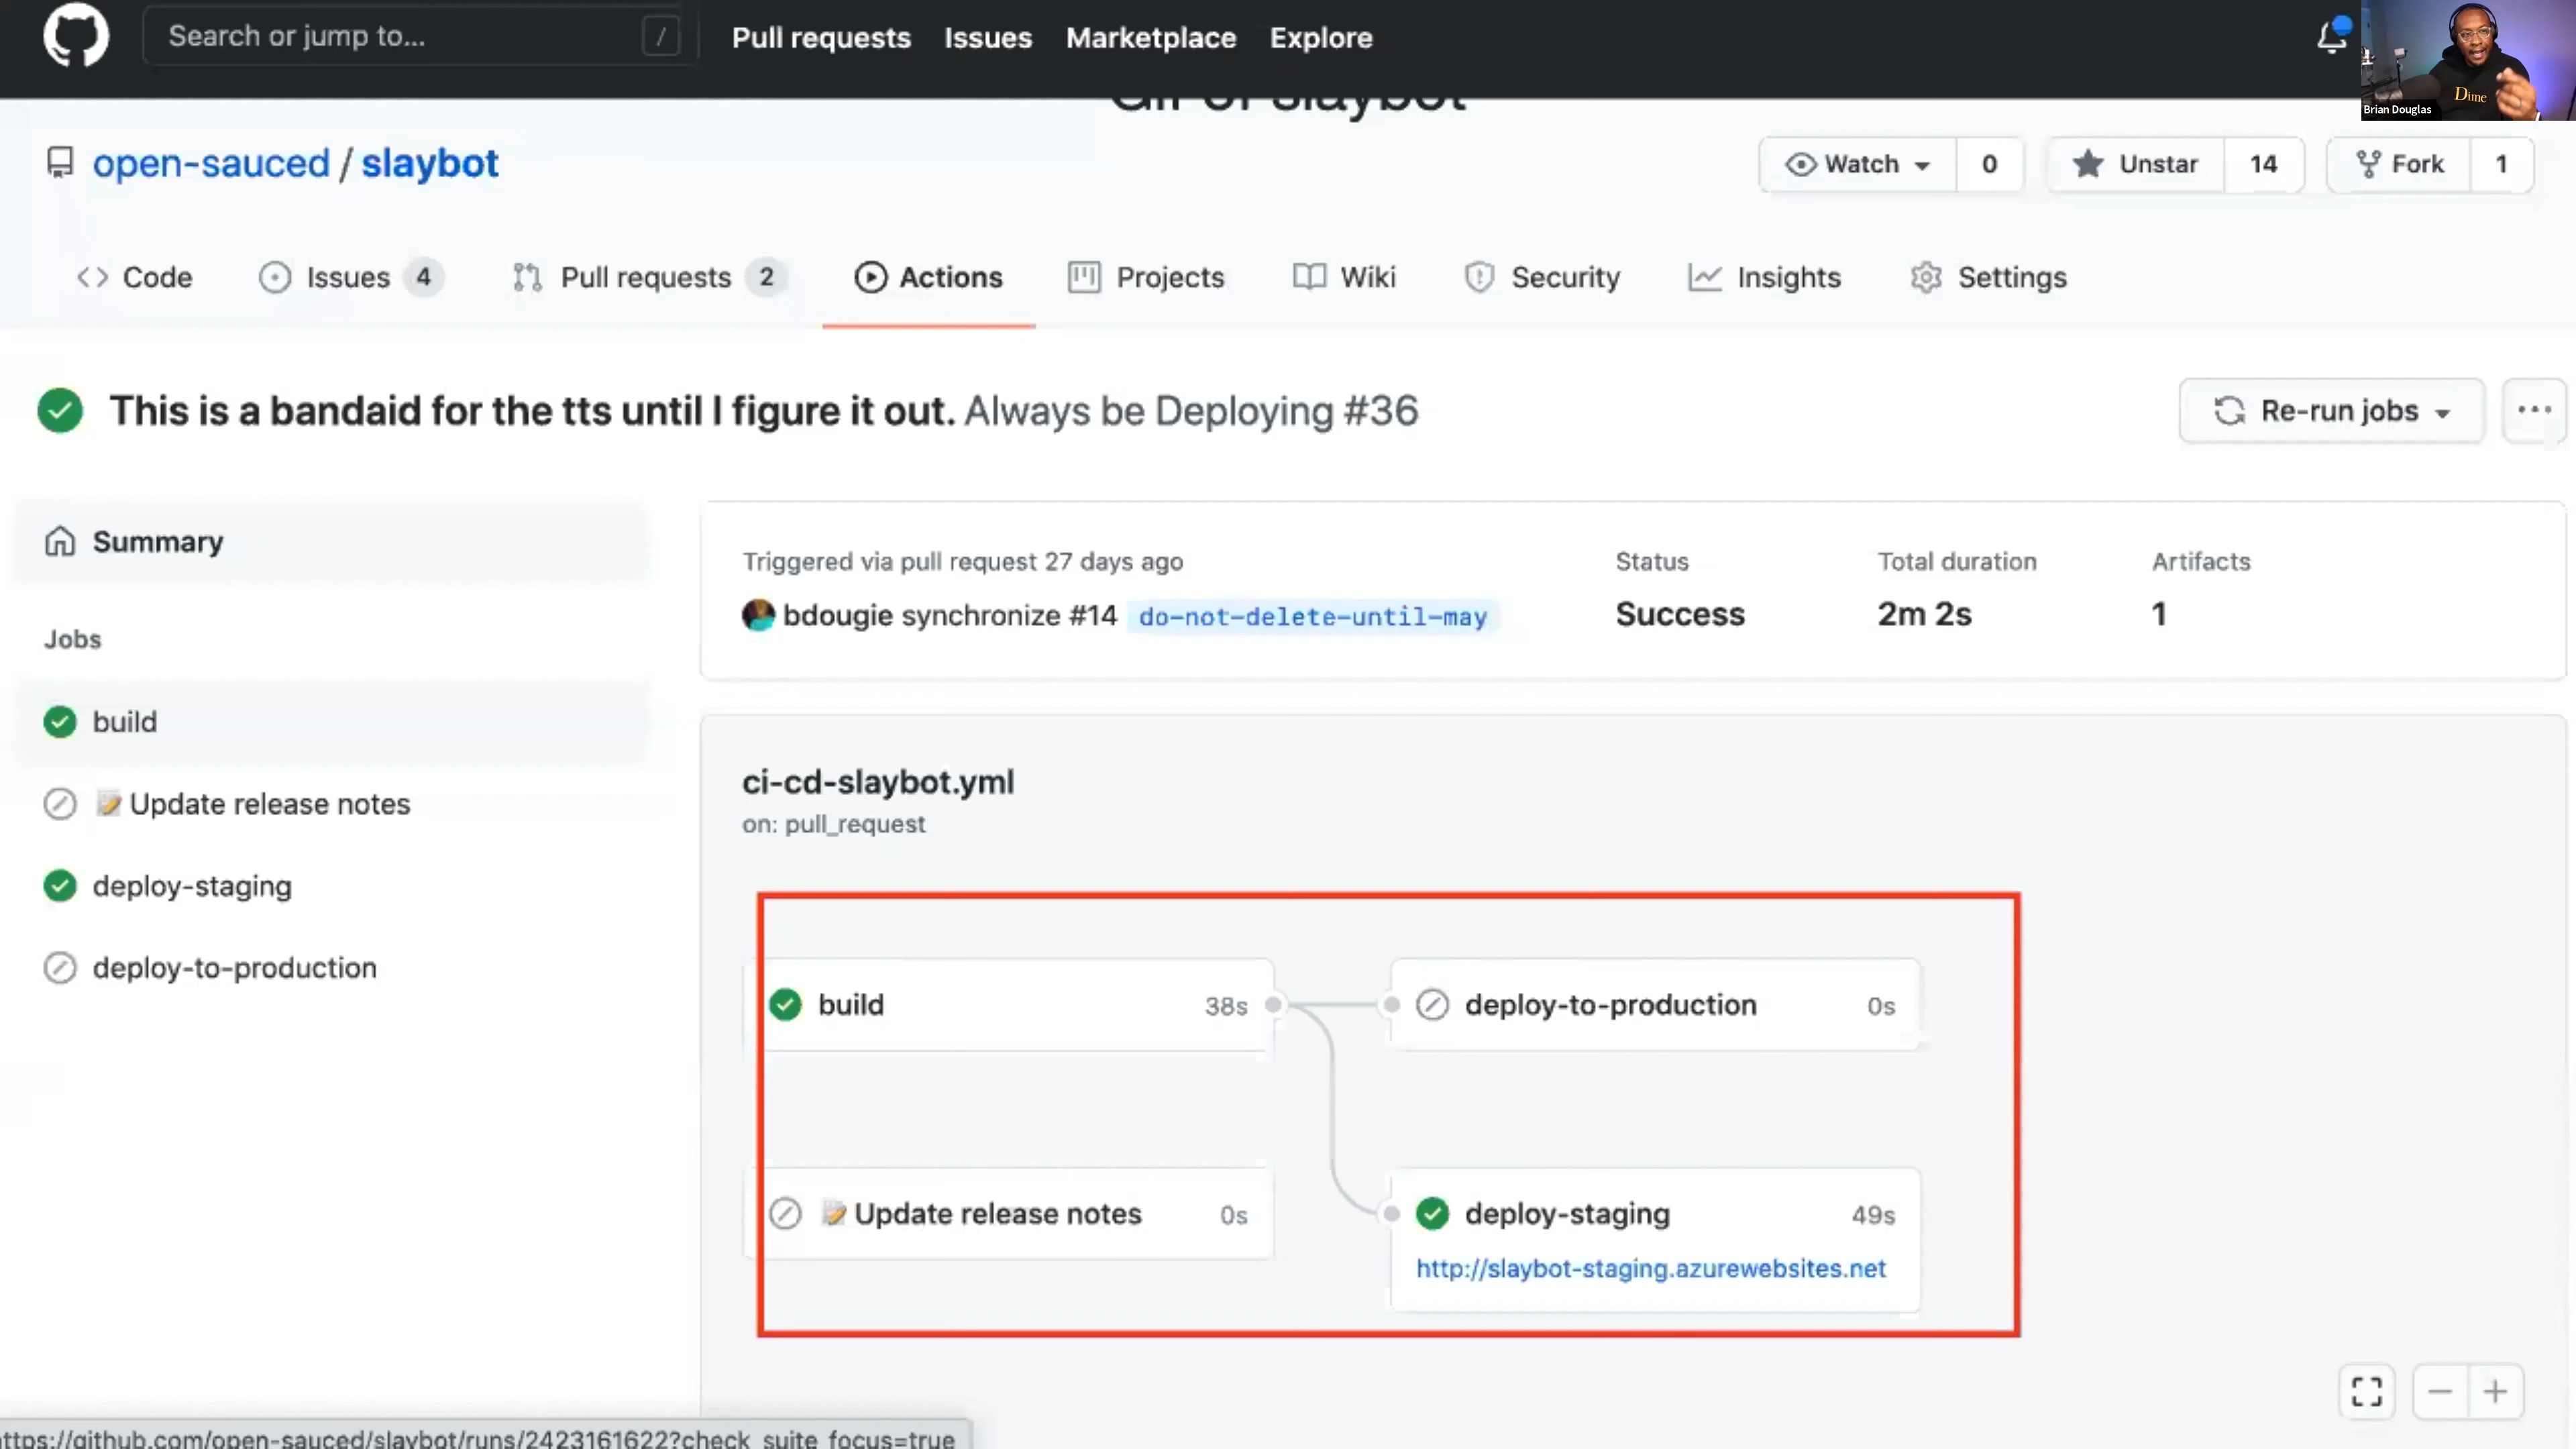 Search or jump to...
/
Pull requests
Issues
Marketplace
Explore
Dime
Brian Douglas
Gif of slaybot
open-sauced / slaybot
Watch
0
Unstar
14
Fork
1
Code
Issues 4
Pull requests 2
Actions
Projects
Wiki
Security
Insights
Settings
This is a bandaid for the tts until I figure it out. Always be Deploying #36
Re-run jobs
...
Summary
Jobs
build
Update release notes
deploy-staging
deploy-to-production
Triggered via pull request 27 days ago
bdougie synchronize #14 do-not-delete-until-may
Status
Success
Total duration
2m 2s
Artifacts
1
ci-cd-slaybot.yml
on: pull_request
build 38s
deploy-to-production 0s
Update release notes 0s
deploy-staging 49s
http://slaybot-staging.azurewebsites.net
ttps://github.com/open-sauced/slaybot/runs/2423161622?check_suite_focus=true